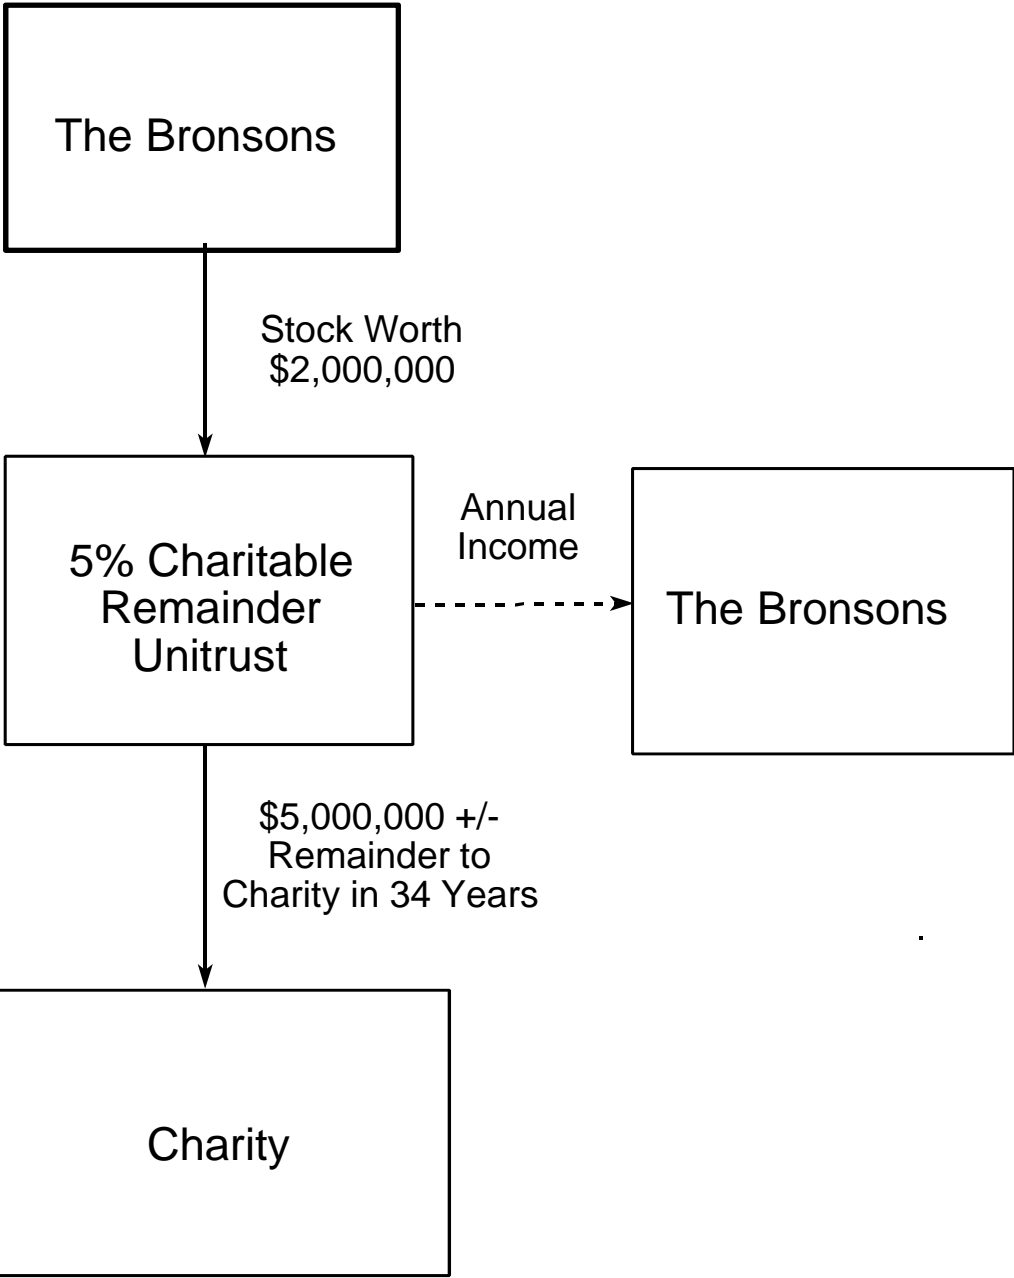 The Bronsons
Stock Worth
$2,000,000
5% Charitable
Remainder
Unitrust
Annual
Income
The Bronsons
$5,000,000 +/-
Remainder to
Charity in 34 Years
Charity